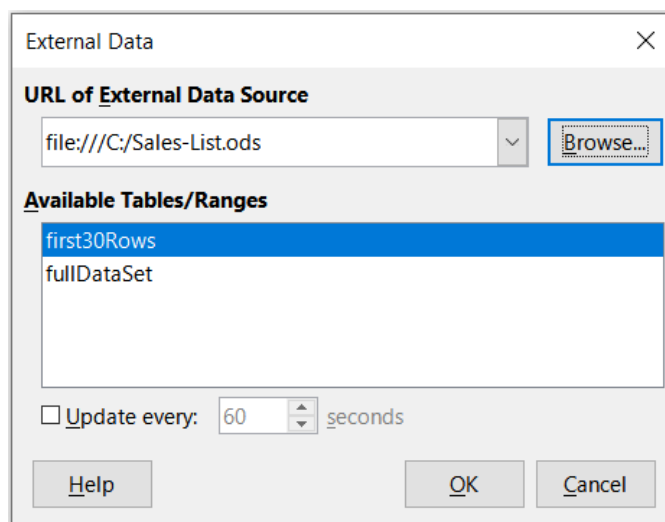 External Data
URL of External Data Source
file:///C:/Sales-List.ods
Browse...
Available Tables/Ranges
first30Rows
fullDataSet
Update every: 60 seconds
Help OK Cancel